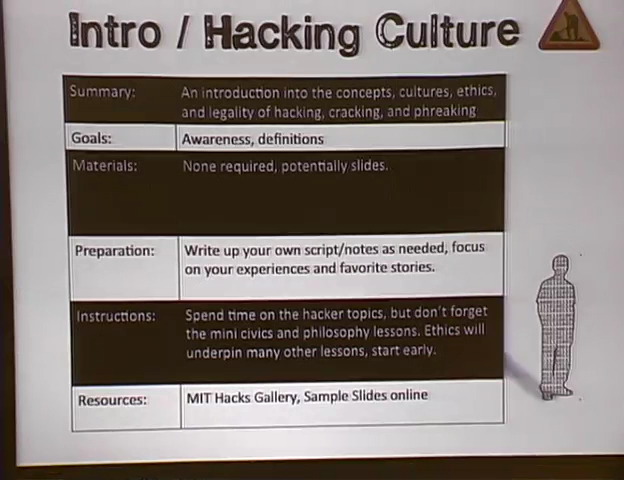 Intro / Hacking Culture
Summary: An introduction into the concepts, cultures, ethics,
and legality of hacking, cracking, and phreaking
Goals: Awareness, definitions
Materials: None required, potentially slides.
Preparation: Write up your own script/notes as needed, focus
on your experiences and favorite stories.
Instructions: Spend time on the hacker topics, but don't forget
the mini civics and philosophy lessons. Ethics will
underpin many other lessons, start early.
Resources: MIT Hacks Gallery, Sample Slides online